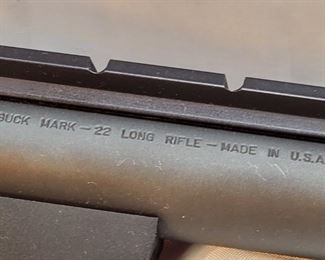 BUCK MARK — 22 LONG RIFLE — MADE IN U.S.A